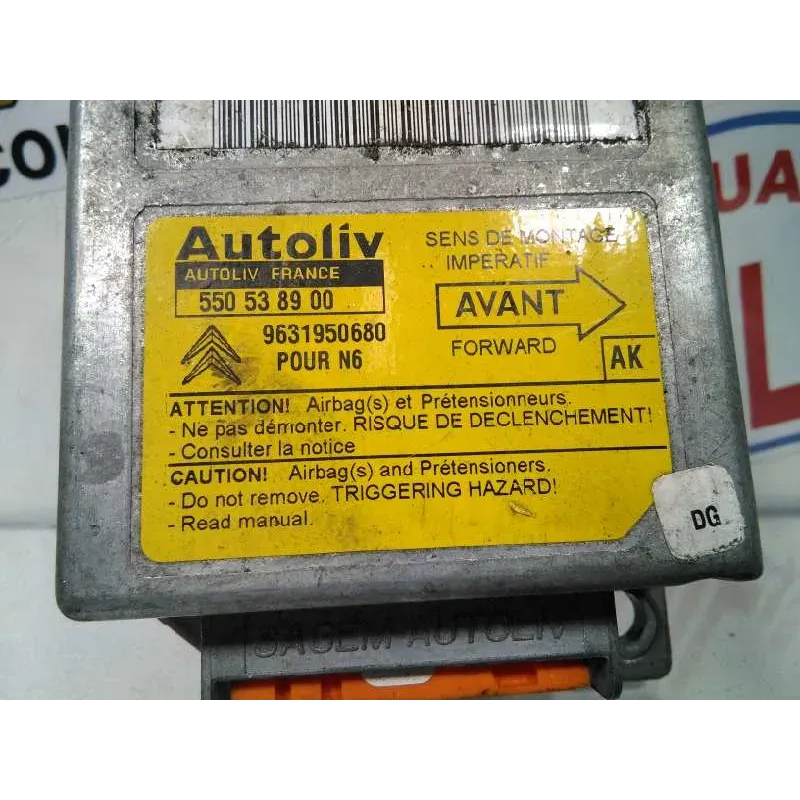 Autoliv
AUTOLIV FRANCE
550 53 89 00
9631950680
POUR N6
SENS DE MONTAGE
IMPERATIF
AVANT
FORWARD
AK
ATTENTION! Airbag(s) et Prétensionneurs.
- Ne pas démonter. RISQUE DE DECLENCHEMENT!
- Consulter la notice
CAUTION! Airbag(s) and Prétensioners.
- Do not remove. TRIGGERING HAZARD!
- Read manual.
DG
SAGEM AUTOLIV